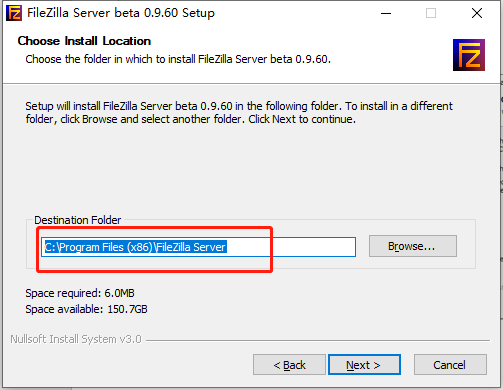 FileZilla Server beta 0.9.60 Setup
Choose Install Location
Choose the folder in which to install FileZilla Server beta 0.9.60.
Setup will install FileZilla Server beta 0.9.60 in the following folder. To install in a different
folder, click Browse and select another folder. Click Next to continue.
Destination Folder
C:\Program Files (x86)\FileZilla Server
Browse...
Space required: 6.0MB
Space available: 150.7GB
Nullsoft Install System v3.0
< Back
Next >
Cancel